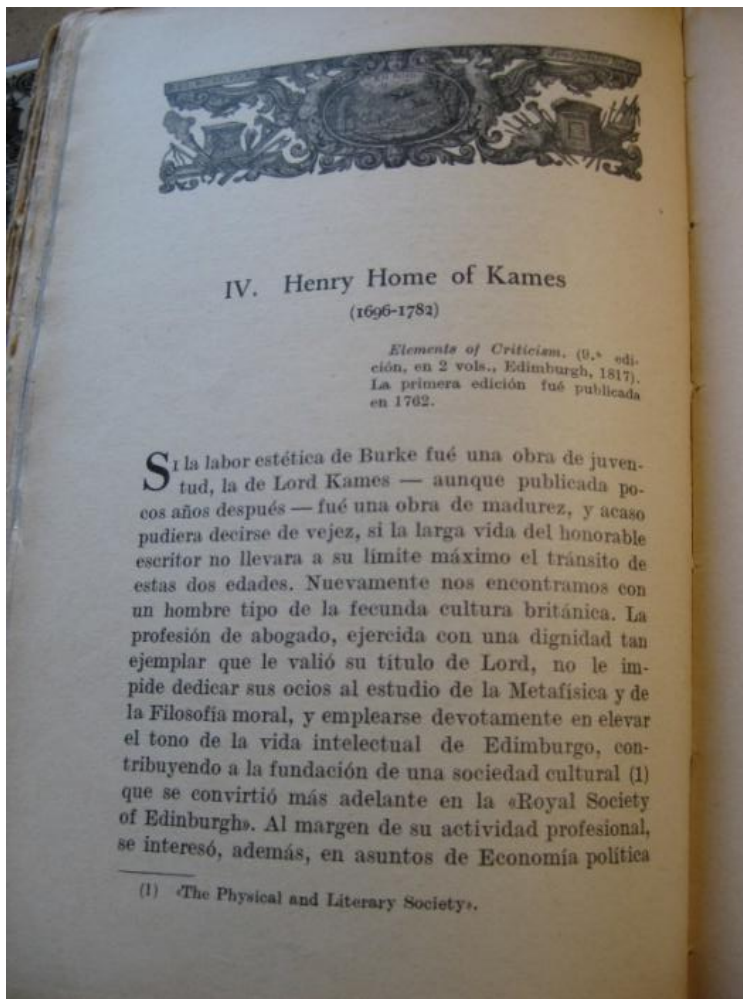 IV. Henry Home of Kames
(1696-1782)
Elements of Criticism. (9.ª edi-
ción, en 2 vols., Edimburgh, 1817).
La primera edición fué publicada
en 1762.
SI la labor estética de Burke fué una obra de juven-
tud, la de Lord Kames — aunque publicada po-
cos años después — fué una obra de madurez, y acaso
pudiera decirse de vejez, si la larga vida del honorable
escritor no llevara a su límite máximo el tránsito de
estas dos edades. Nuevamente nos encontramos con
un hombre tipo de la fecunda cultura británica. La
profesión de abogado, ejercida con una dignidad tan
ejemplar que le valió su título de Lord, no le im-
pide dedicar sus ocios al estudio de la Metafísica y de
la Filosofía moral, y emplearse devotamente en elevar
el tono de la vida intelectual de Edimburgo, con-
tribuyendo a la fundación de una sociedad cultural (1)
que se convirtió más adelante en la «Royal Society
of Edinburgh». Al margen de su actividad profesional,
se interesó, además, en asuntos de Economía política
(1) «The Physical and Literary Society».